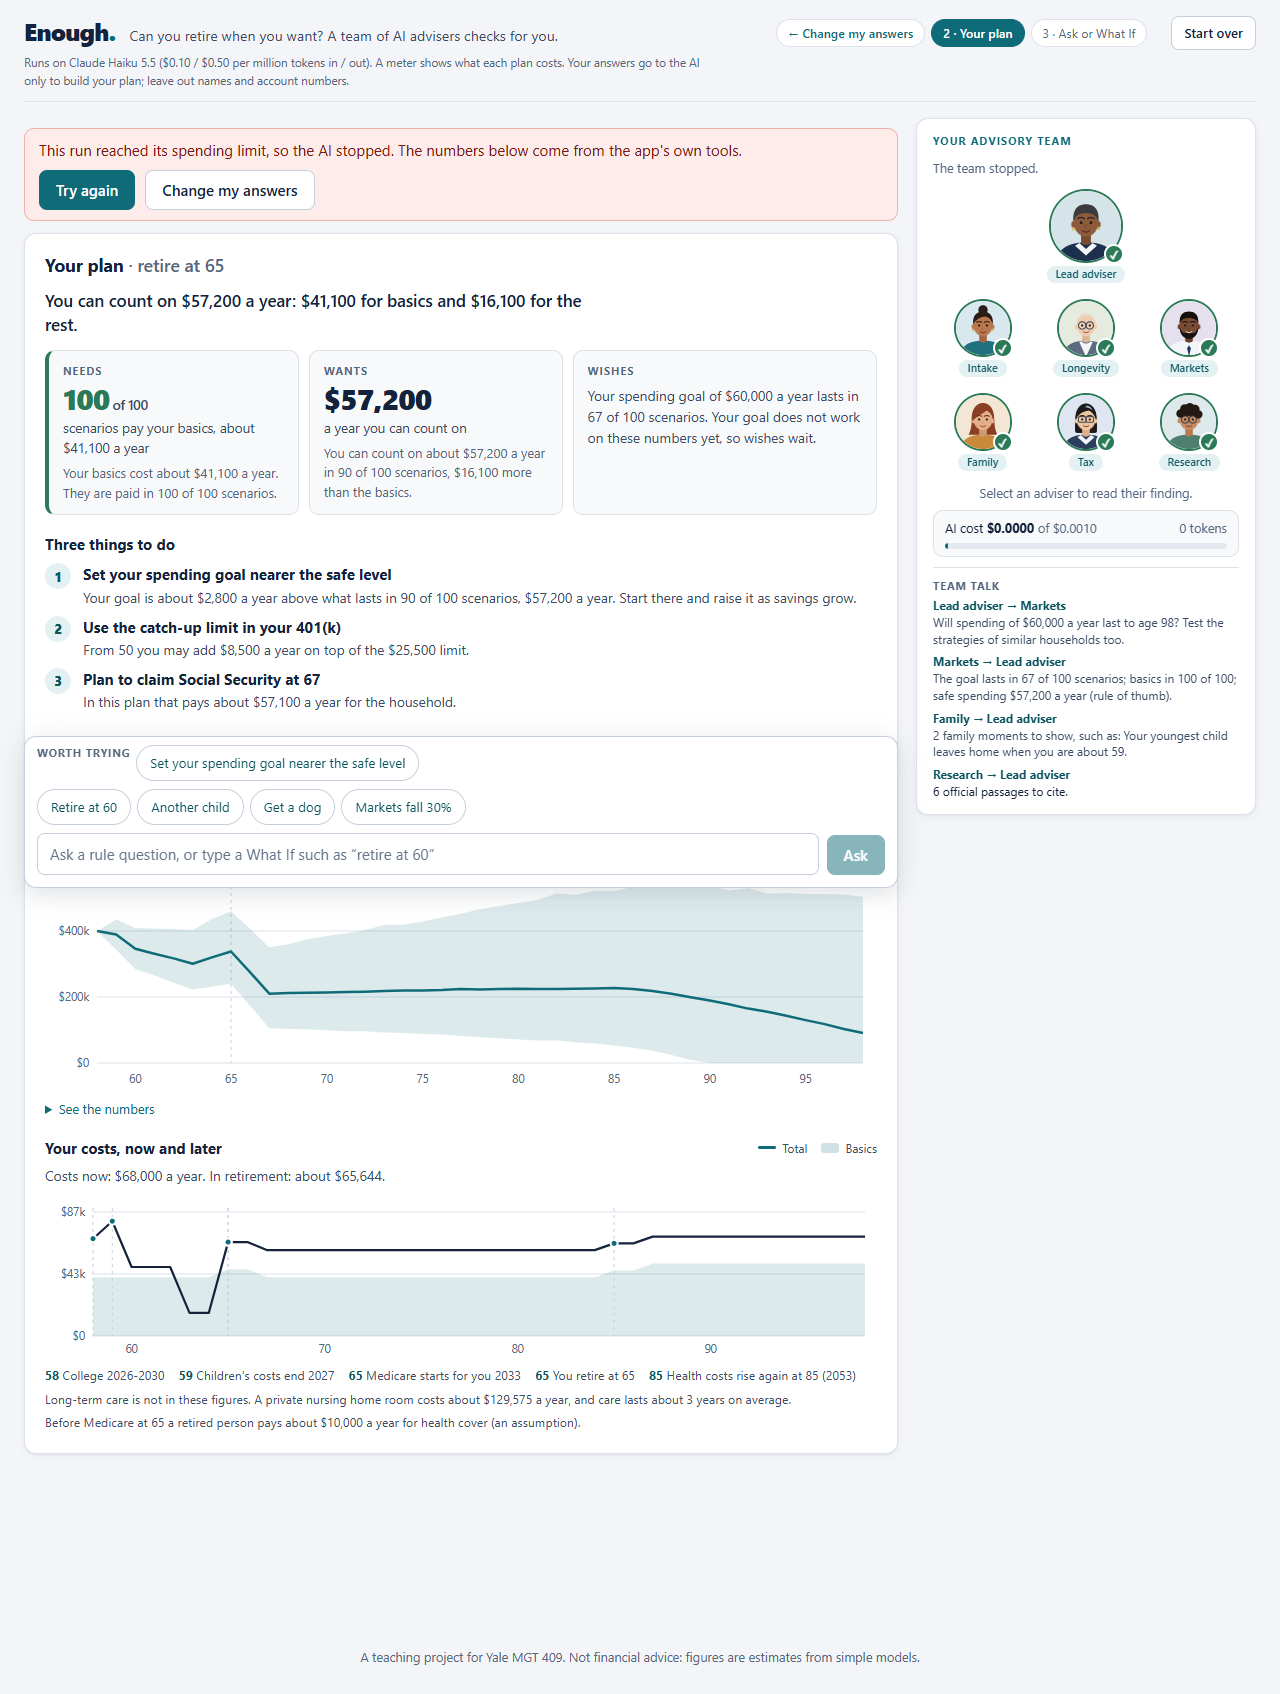 Enough.
Can you retire when you want? A team of AI advisers checks for you.
← Change my answers
2 · Your plan
3 · Ask or What If
Start over
Runs on Claude Haiku 5.5 ($0.10 / $0.50 per million tokens in / out). A meter shows what each plan costs. Your answers go to the AI
only to build your plan; leave out names and account numbers.
This run reached its spending limit, so the AI stopped. The numbers below come from the app's own tools.
Try again
Change my answers
Your plan · retire at 65
You can count on $57,200 a year: $41,100 for basics and $16,100 for the
rest.
NEEDS
100 of 100
scenarios pay your basics, about
$41,100 a year
Your basics cost about $41,100 a year.
They are paid in 100 of 100 scenarios.
WANTS
$57,200
a year you can count on
You can count on about $57,200 a year
in 90 of 100 scenarios, $16,100 more
than the basics.
WISHES
Your spending goal of $60,000 a year lasts in
67 of 100 scenarios. Your goal does not work
on these numbers yet, so wishes wait.
Three things to do
1
Set your spending goal nearer the safe level
Your goal is about $2,800 a year above what lasts in 90 of 100 scenarios, $57,200 a year. Start there and raise it as savings grow.
2
Use the catch-up limit in your 401(k)
From 50 you may add $8,500 a year on top of the $25,500 limit.
3
Plan to claim Social Security at 67
In this plan that pays about $57,100 a year for the household.
WORTH TRYING
Set your spending goal nearer the safe level
Retire at 60
Another child
Get a dog
Markets fall 30%
Ask a rule question, or type a What If such as “retire at 60”
Ask
$400k
$200k
$0
60 65 70 75 80 85 90 95
▶ See the numbers
Your costs, now and later
Total
Basics
Costs now: $68,000 a year. In retirement: about $65,644.
$87k
$43k
$0
60 70 80 90
58 College 2026-2030 59 Children's costs end 2027 65 Medicare starts for you 2033 65 You retire at 65 85 Health costs rise again at 85 (2053)
Long-term care is not in these figures. A private nursing home room costs about $129,575 a year, and care lasts about 3 years on average.
Before Medicare at 65 a retired person pays about $10,000 a year for health cover (an assumption).
YOUR ADVISORY TEAM
The team stopped.
Lead adviser
Intake
Longevity
Markets
Family
Tax
Research
Select an adviser to read their finding.
AI cost $0.0000 of $0.0010
0 tokens
TEAM TALK
Lead adviser → Markets
Will spending of $60,000 a year last to age 98? Test the
strategies of similar households too.
Markets → Lead adviser
The goal lasts in 67 of 100 scenarios; basics in 100 of 100;
safe spending $57,200 a year (rule of thumb).
Family → Lead adviser
2 family moments to show, such as: Your youngest child
leaves home when you are about 59.
Research → Lead adviser
6 official passages to cite.
A teaching project for Yale MGT 409. Not financial advice: figures are estimates from simple models.